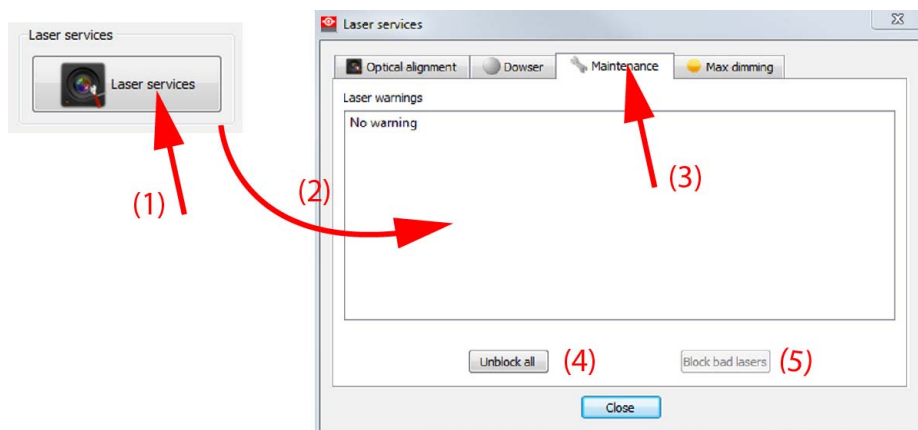 Laser services
Laser services
(1)
(2)
Laser services
Optical alignment Dowser Maintenance Max dimming
Laser warnings
No warning
(3)
Unblock all (4) Block bad lasers (5)
Close